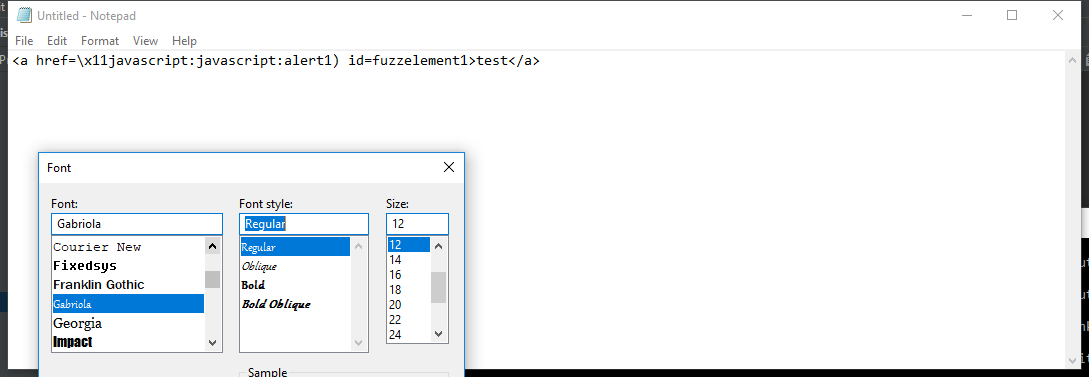 Untitled - Notepad
File Edit Format View Help
<a href=\x11javascript:javascript:alert1) id=fuzzelement1>test</a>
Font
Font: Font style: Size:
Gabriola Regular 12
Courier New Regular 12
Fixedsys Oblique 14
Franklin Gothic Bold 16
Gabriola Bold Oblique 18
Georgia 20
Impact 22
24
Sample